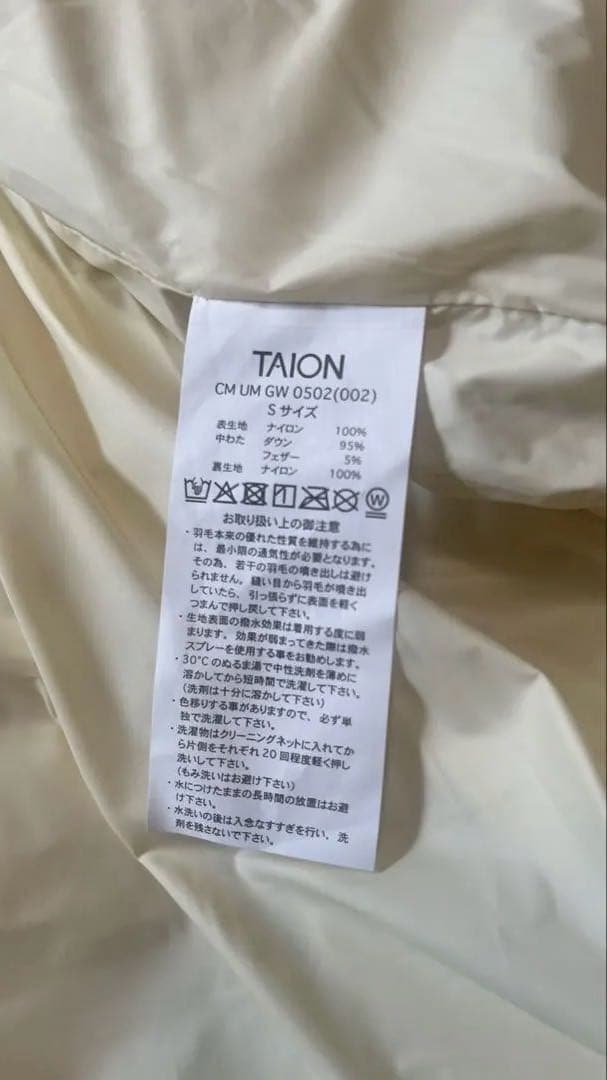 TAION
CM UM GW 0502(002)
S サイズ
表生地 ナイロン 100%
中わた ダウン 95%
フェザー 5%
裏生地 ナイロン 100%
W
お取り扱い上の御注意
・羽毛本来の優れた性質を維持する為に
は、最小限の通気性が必要となります。
その為、若干の羽毛の噴き出しは避け
られません。縫い目から羽毛が噴き出
していたら、引っ張らずに表面を軽く
つまんで押し戻して下さい。
・生地表面の撥水効果は着用する度に弱
まります。効果が弱まってきた際は撥水
スプレーを使用する事をお勧めします。
・30℃のぬるま湯で中性洗剤を薄めに
溶かしてから短時間で洗濯して下さい。
(洗剤は十分に溶かして下さい)
・色移りする事がありますので、必ず単
独で洗濯して下さい。
・洗濯物はクリーニングネットに入れてか
ら片側をそれぞれ20回程度軽く押し
洗いして下さい。
(もみ洗いはお避け下さい)
・水につけたままの長時間の放置はお避
け下さい。
・水洗いの後は入念なすすぎを行い、洗
剤を残さないで下さい。